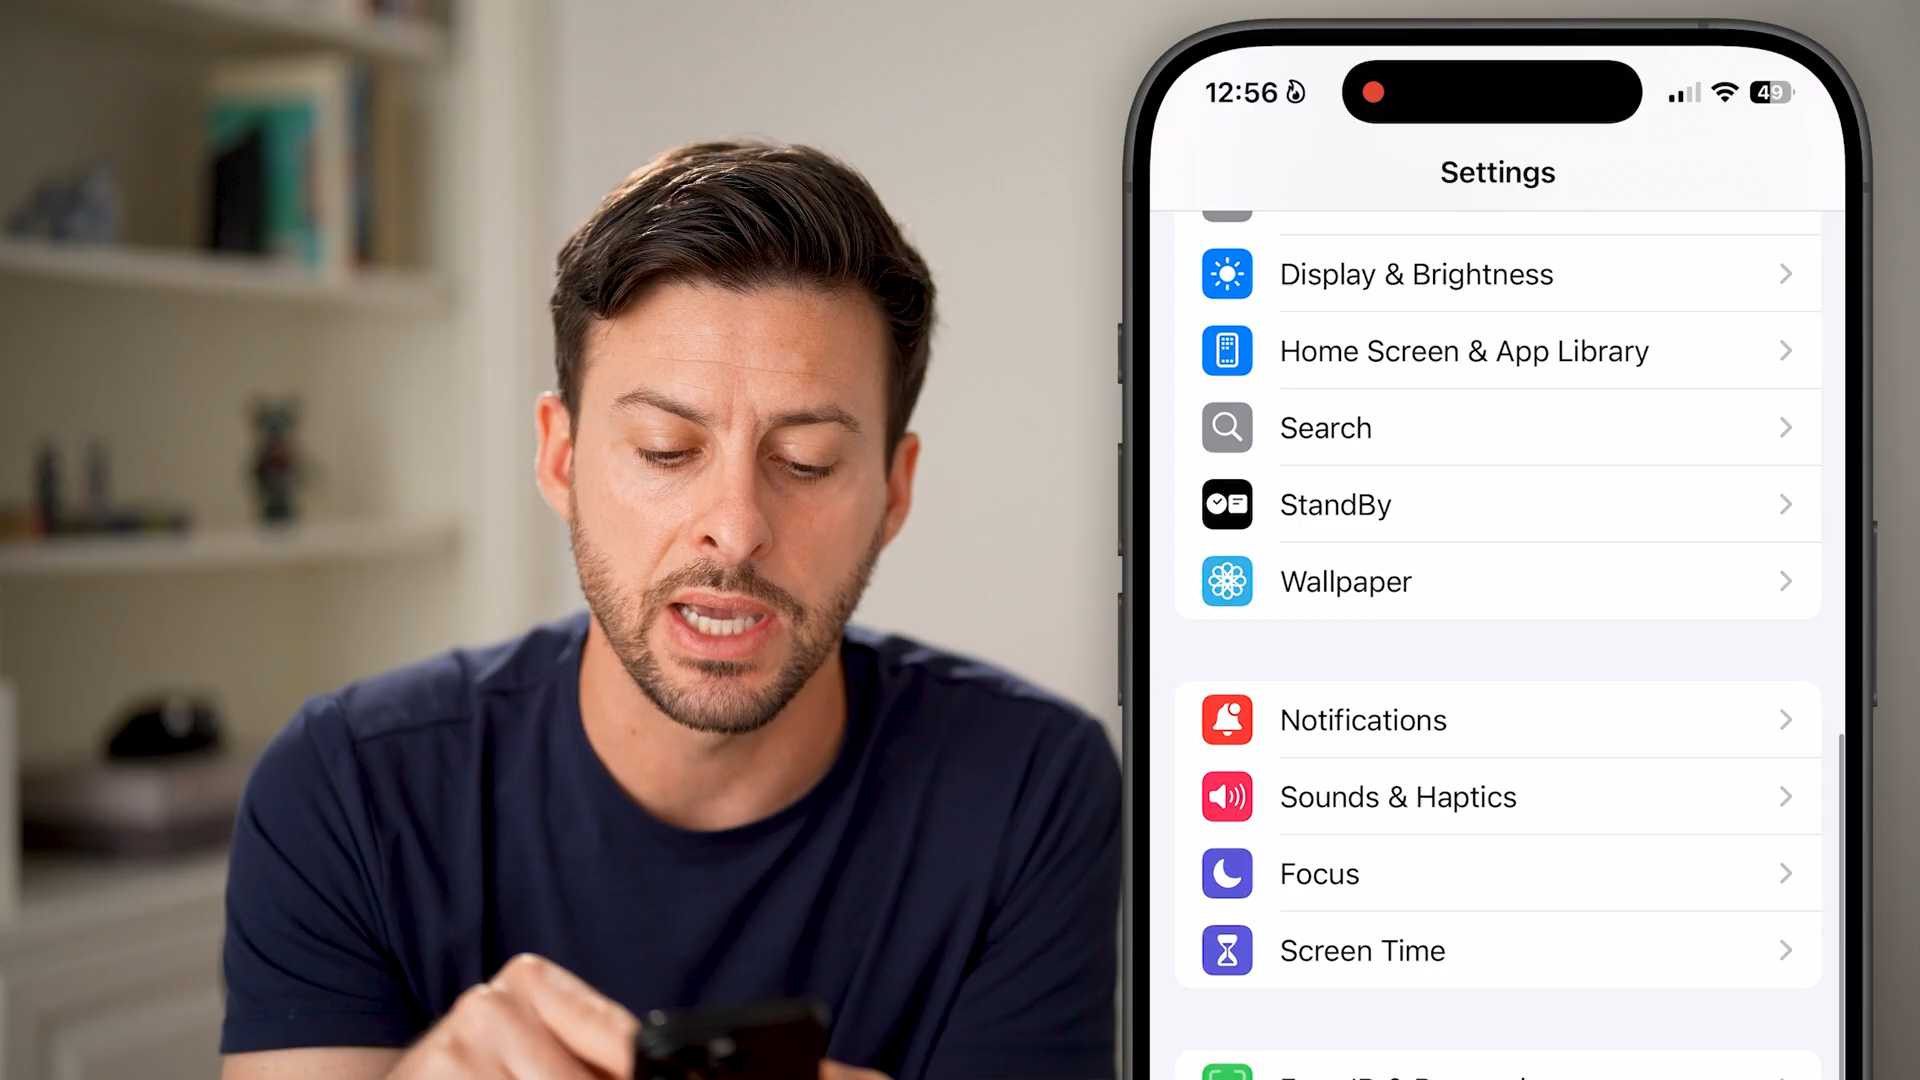 12:56
49
Settings
Display & Brightness
Home Screen & App Library
Search
StandBy
Wallpaper
Notifications
Sounds & Haptics
Focus
Screen Time